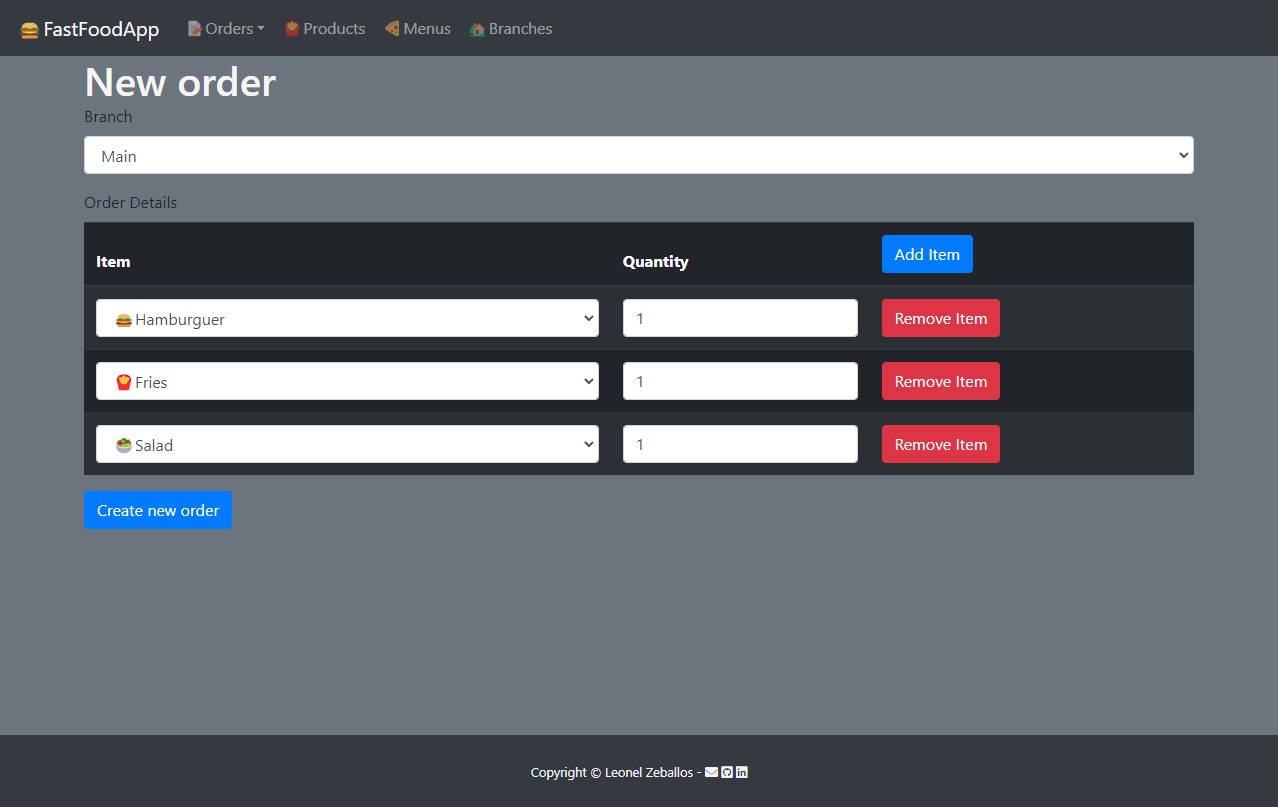 🍔 FastFoodApp 📝Orders 🍟Products 🍕Menus 🏡Branches
New order
Branch
Main
Order Details
Item Quantity Add Item
🍔Hamburguer 1 Remove Item
🍟Fries 1 Remove Item
🥗Salad 1 Remove Item
Create new order
Copyright © Leonel Zeballos -